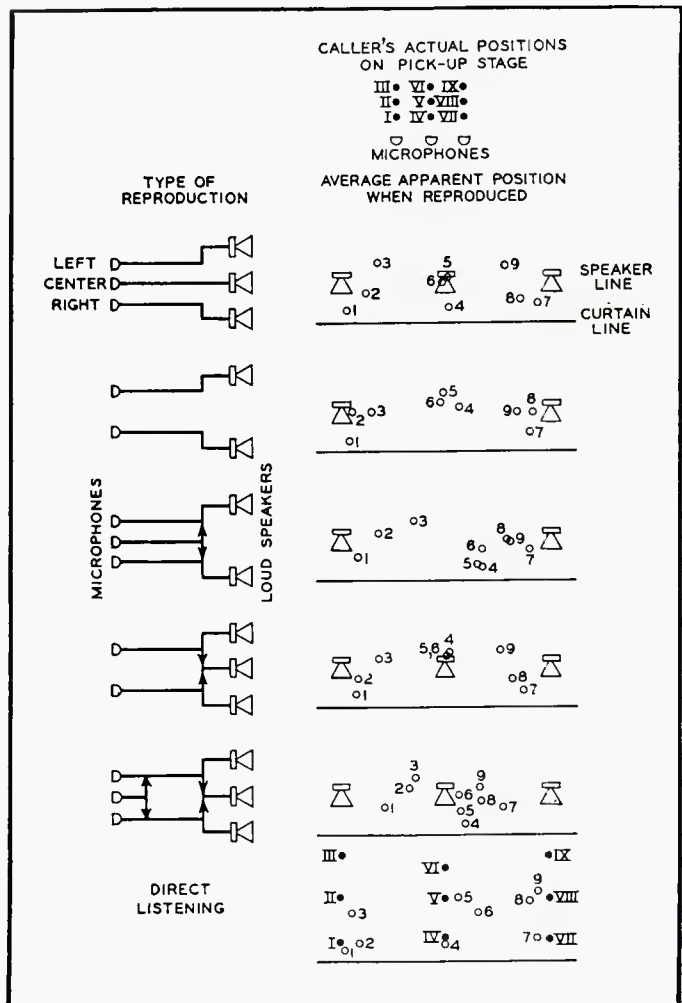 CALLER'S ACTUAL POSITIONS
ON PICK-UP STAGE
III VI IX
II V VIII
I IV VII
MICROPHONES
TYPE OF
REPRODUCTION
AVERAGE APPARENT POSITION
WHEN REPRODUCED
LEFT
CENTER
RIGHT
3 5 9
6
2 8 7
1 4
SPEAKER
LINE
CURTAIN
LINE
5
6 4
2 3 9 8
1 7
MICROPHONES
LOUD SPEAKERS
3
2 8
6 9
1 7
5 4
4
5,6
3 9
2 8
1 7
3
2 9
6 8
1 5 7
4
DIRECT
LISTENING
III VI IX
9
II V 5 8 VIII
3 6
I 2 IV 7 VII
1 4